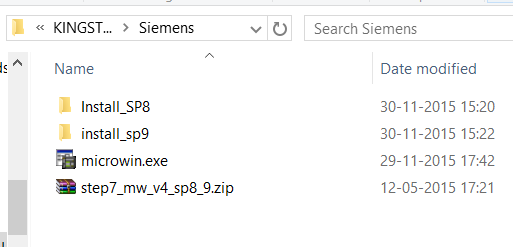 « KINGST... > Siemens
Search Siemens
ds
Name Date modified
Install_SP8 30-11-2015 15:20
install_sp9 30-11-2015 15:22
microwin.exe 29-11-2015 17:42
step7_mw_v4_sp8_9.zip 12-05-2015 17:21